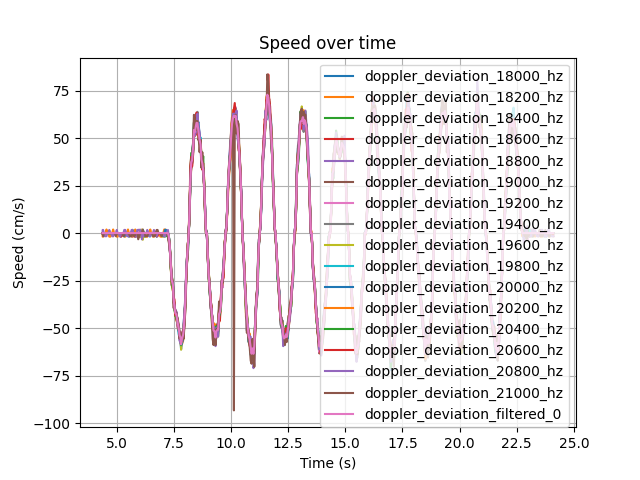 Speed over time
75
50
25
0
−25
−50
−75
−100
Speed (cm/s)
5.0
7.5
10.0
12.5
15.0
17.5
20.0
22.5
25.0
Time (s)
doppler_deviation_18000_hz
doppler_deviation_18200_hz
doppler_deviation_18400_hz
doppler_deviation_18600_hz
doppler_deviation_18800_hz
doppler_deviation_19000_hz
doppler_deviation_19200_hz
doppler_deviation_19400_hz
doppler_deviation_19600_hz
doppler_deviation_19800_hz
doppler_deviation_20000_hz
doppler_deviation_20200_hz
doppler_deviation_20400_hz
doppler_deviation_20600_hz
doppler_deviation_20800_hz
doppler_deviation_21000_hz
doppler_deviation_filtered_0